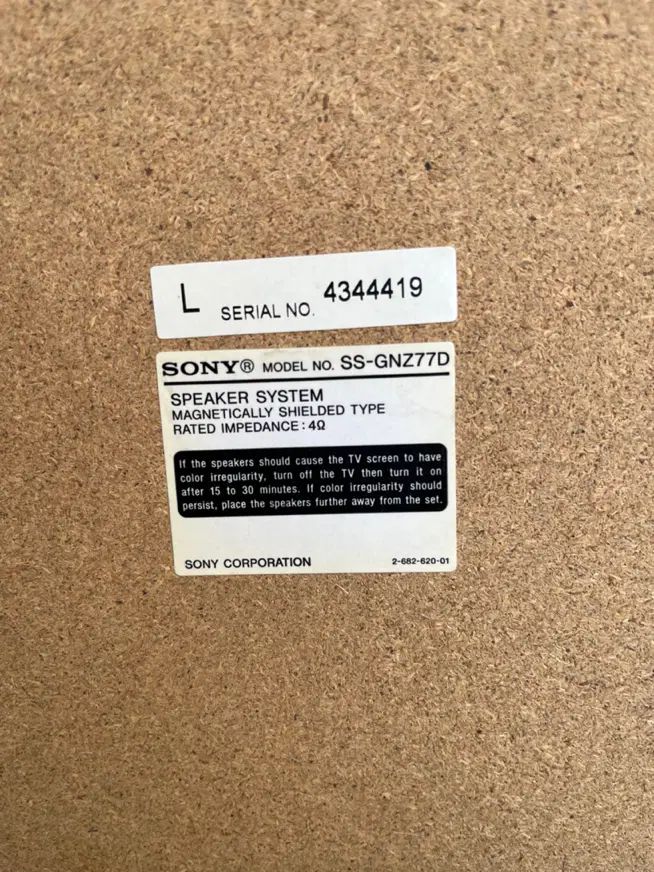 L SERIAL NO. 4344419
SONY® MODEL NO. SS-GNZ77D
SPEAKER SYSTEM
MAGNETICALLY SHIELDED TYPE
RATED IMPEDANCE : 4Ω
If the speakers should cause the TV screen to have
color irregularity, turn off the TV then turn it on
after 15 to 30 minutes. If color irregularity should
persist, place the speakers further away from the set.
SONY CORPORATION 2-682-620-01